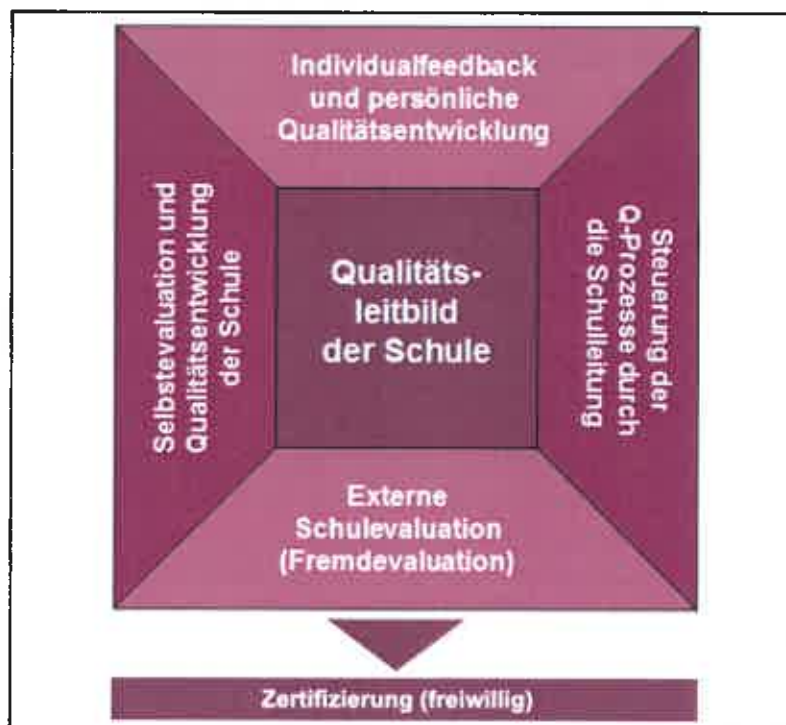 Individualfeedback
und persönliche
Qualitätsentwicklung
Selbstevaluation und
Qualitätsentwicklung
der Schule
Qualitäts-
leitbild
der Schule
Steuerung der
Q-Prozesse durch
die Schulleitung
Externe
Schulevaluation
(Fremdevaluation)
Zertifizierung (freiwillig)